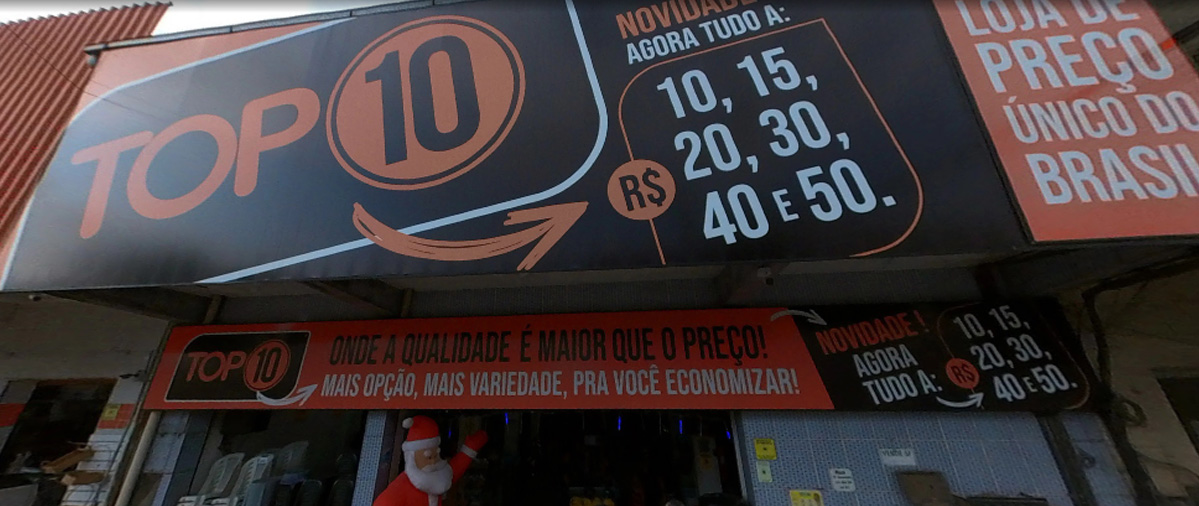 TOP 10
NOVIDADE
AGORA TUDO A:
10, 15,
20, 30,
R$
40 E 50.
LOJA DE
PREÇO
ÚNICO DO
BRASIL
TOP 10
ONDE A QUALIDADE É MAIOR QUE O PREÇO!
MAIS OPÇÃO, MAIS VARIEDADE, PRA VOCÊ ECONOMIZAR!
NOVIDADE!
AGORA
TUDO A:
10, 15,
R$ 20, 30,
40 E 50.